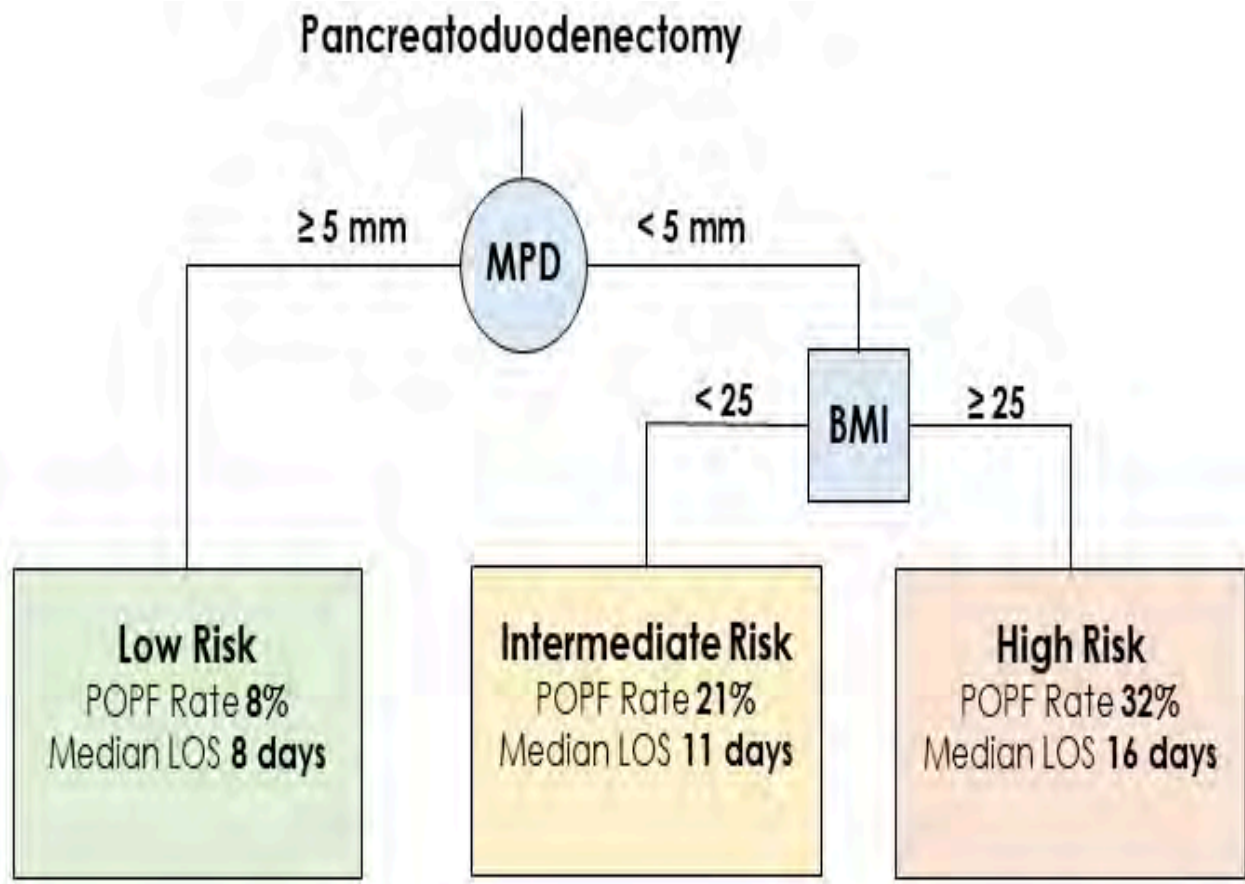 Pancreatoduodenectomy
≥ 5 mm
MPD
< 5 mm
< 25
BMI
≥ 25
Low Risk
POPF Rate 8%
Median LOS 8 days
Intermediate Risk
POPF Rate 21%
Median LOS 11 days
High Risk
POPF Rate 32%
Median LOS 16 days